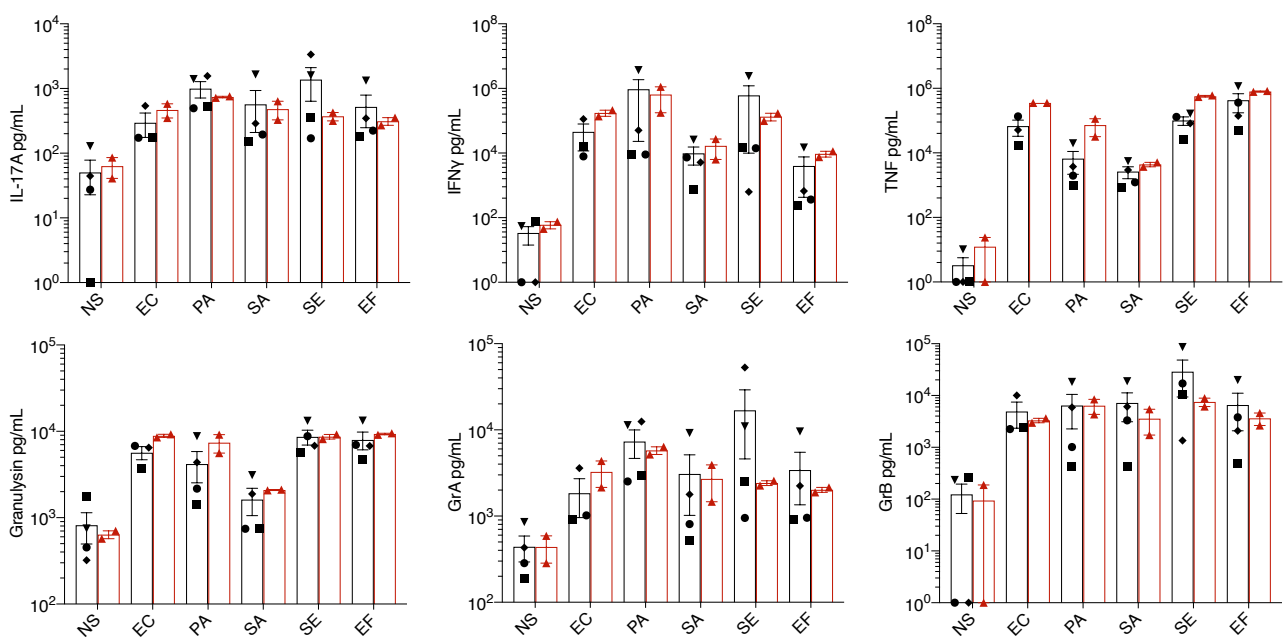 IL-17A pg/mL
10⁴
10³
10²
10¹
10⁰
NS EC PA SA SE EF
IFNγ pg/mL
10⁸
10⁶
10⁴
10²
10⁰
NS EC PA SA SE EF
TNF pg/mL
10⁸
10⁶
10⁴
10²
10⁰
NS EC PA SA SE EF
Granulysin pg/mL
10⁵
10⁴
10³
10²
NS EC PA SA SE EF
GrA pg/mL
10⁵
10⁴
10³
10²
NS EC PA SA SE EF
GrB pg/mL
10⁵
10⁴
10³
10²
10¹
10⁰
NS EC PA SA SE EF